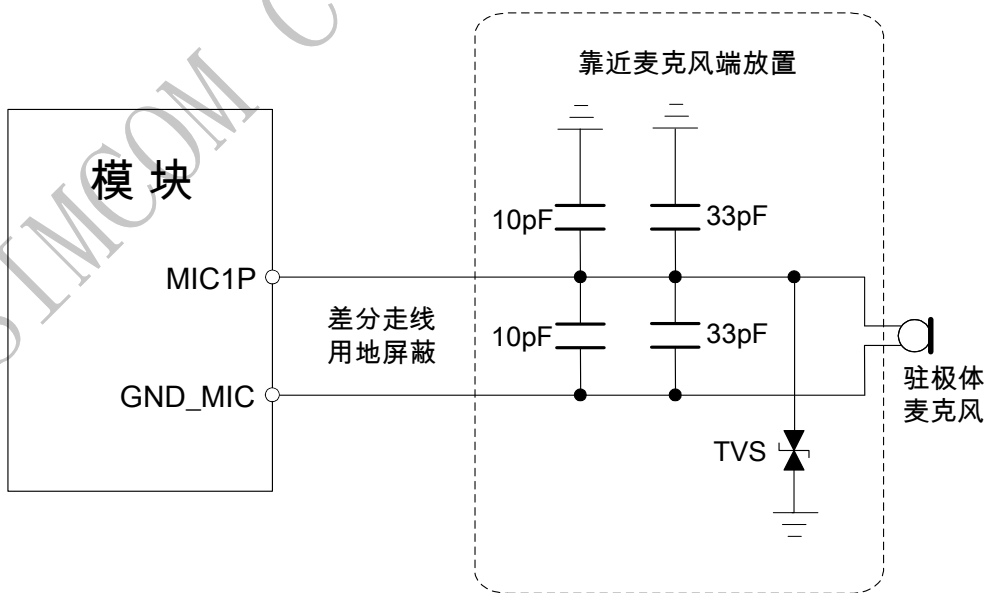 SIMCOM C
靠近麦克风端放置
模块
10pF
33pF
MIC1P
差分走线
用地屏蔽
10pF
33pF
GND_MIC
驻极体
麦克风
TVS